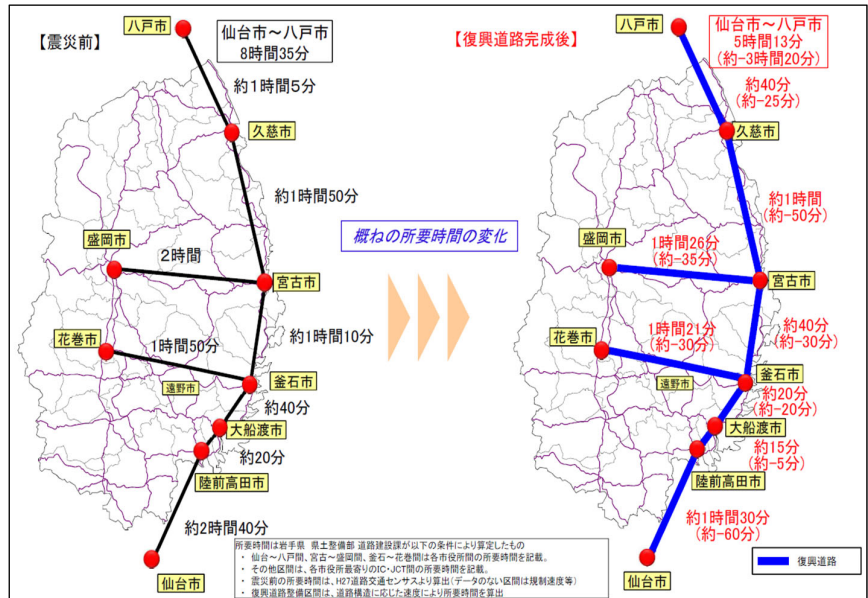 【震災前】
八戸市
仙台市～八戸市
8時間35分
約1時間5分
久慈市
約1時間50分
盛岡市
2時間
宮古市
花巻市
1時間50分
約1時間10分
遠野市
釜石市
約40分
大船渡市
約20分
陸前高田市
約2時間40分
仙台市
概ねの所要時間の変化
【復興道路完成後】
八戸市
仙台市～八戸市
5時間13分
(約-3時間20分)
約40分
(約-25分)
久慈市
約1時間
(約-50分)
盛岡市
1時間26分
(約-35分)
宮古市
花巻市
1時間21分
(約-30分)
約40分
(約-30分)
遠野市
釜石市
約20分
(約-20分)
大船渡市
約15分
(約-5分)
陸前高田市
約1時間30分
(約-60分)
仙台市
復興道路
所要時間は岩手県 県土整備部 道路建設課が以下の条件により算定したもの
・ 仙台～八戸間、宮古～盛岡間、釜石～花巻間は各市役所間の所要時間を記載。
・ その他区間は、各市役所最寄りのIC・JCT間の所要時間を記載。
・ 震災前の所要時間は、H27道路交通センサスより算出(データのない区間は規制速度等)
・ 復興道路整備区間は、道路構造に応じた速度により所要時間を算出